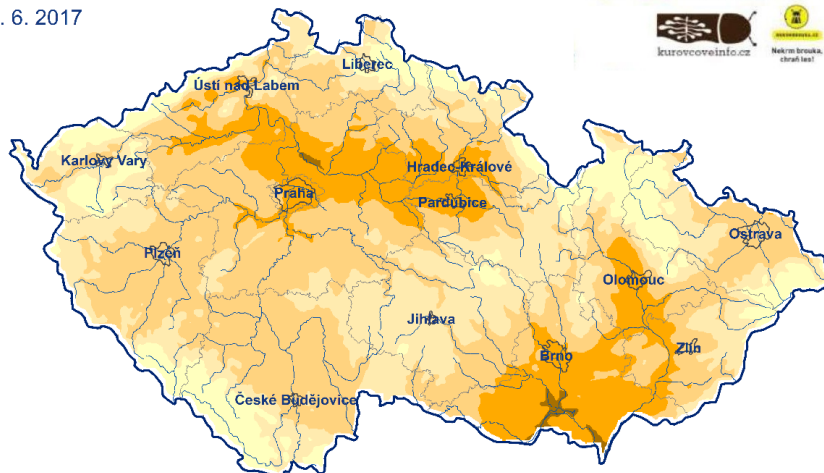 . 6. 2017
kurovcoveinfo.cz
Nekrm brouka,
chraň les!
Liberec
Ústí nad Labem
Karlovy Vary
Hradec Králové
Praha
Pardubice
Ostrava
Plzeň
Olomouc
Jihlava
Brno
Zlín
České Budějovice